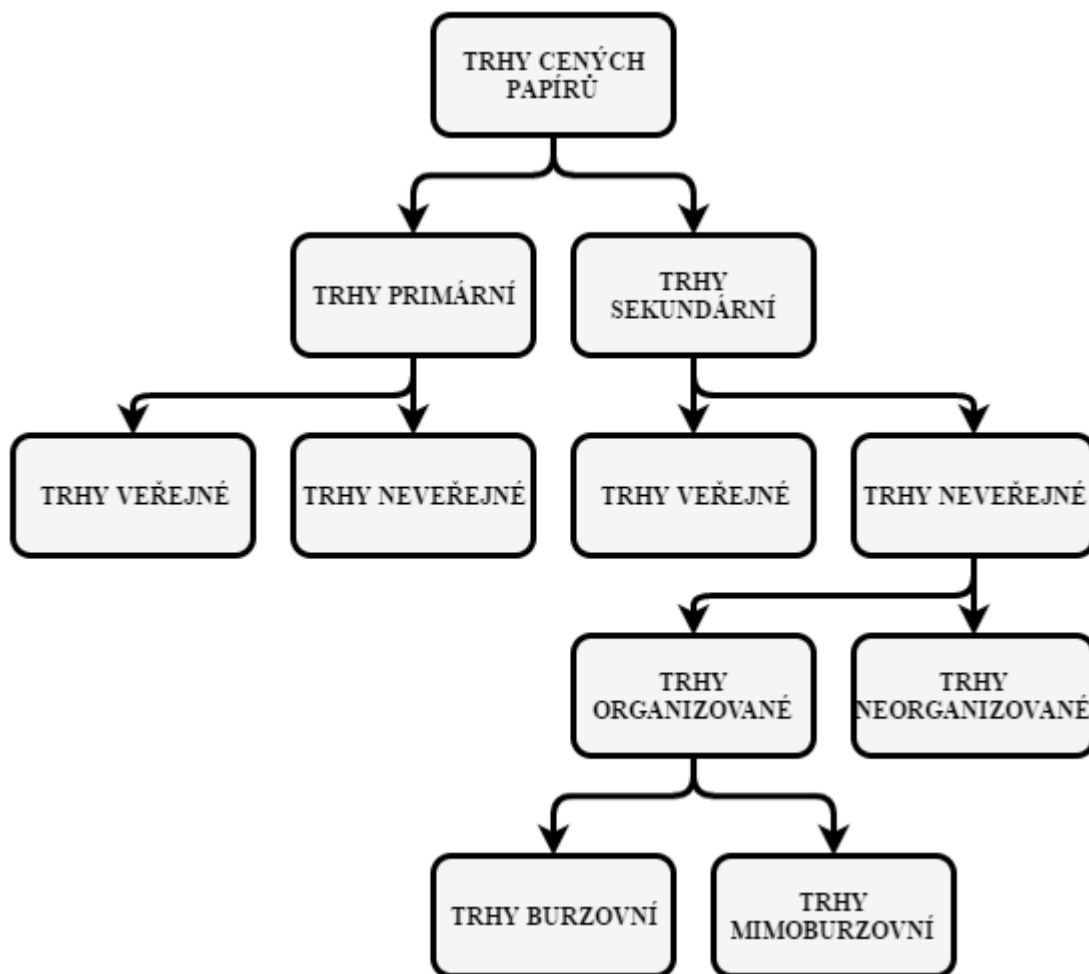 TRHY CENÝCH
PAPÍRŮ
TRHY PRIMÁRNÍ
TRHY
SEKUNDÁRNÍ
TRHY VEŘEJNÉ
TRHY NEVEŘEJNÉ
TRHY VEŘEJNÉ
TRHY NEVEŘEJNÉ
TRHY
ORGANIZOVANÉ
TRHY
NEORGANIZOVANÉ
TRHY BURZOVNÍ
TRHY
MIMOBURZOVNÍ